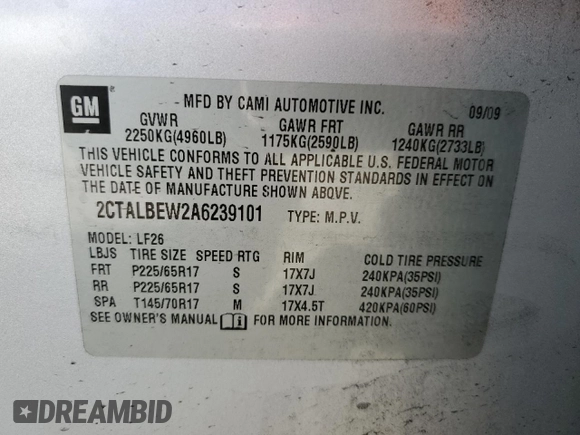 GM
MFD BY CAMI AUTOMOTIVE INC. 09/09
GVWR GAWR FRT GAWR RR
2250KG(4960LB) 1175KG(2590LB) 1240KG(2733LB)
THIS VEHICLE CONFORMS TO ALL APPLICABLE U.S. FEDERAL MOTOR
VEHICLE SAFETY AND THEFT PREVENTION STANDARDS IN EFFECT ON
THE DATE OF MANUFACTURE SHOWN ABOVE.
2CTALBEW2A6239101 TYPE: M.P.V.
MODEL: LF26
LBJS TIRE SIZE SPEED RTG RIM COLD TIRE PRESSURE
FRT P225/65R17 S 17X7J 240KPA(35PSI)
RR P225/65R17 S 17X7J 240KPA(35PSI)
SPA T145/70R17 M 17X4.5T 420KPA(60PSI)
SEE OWNER'S MANUAL FOR MORE INFORMATION.
DREAMBID